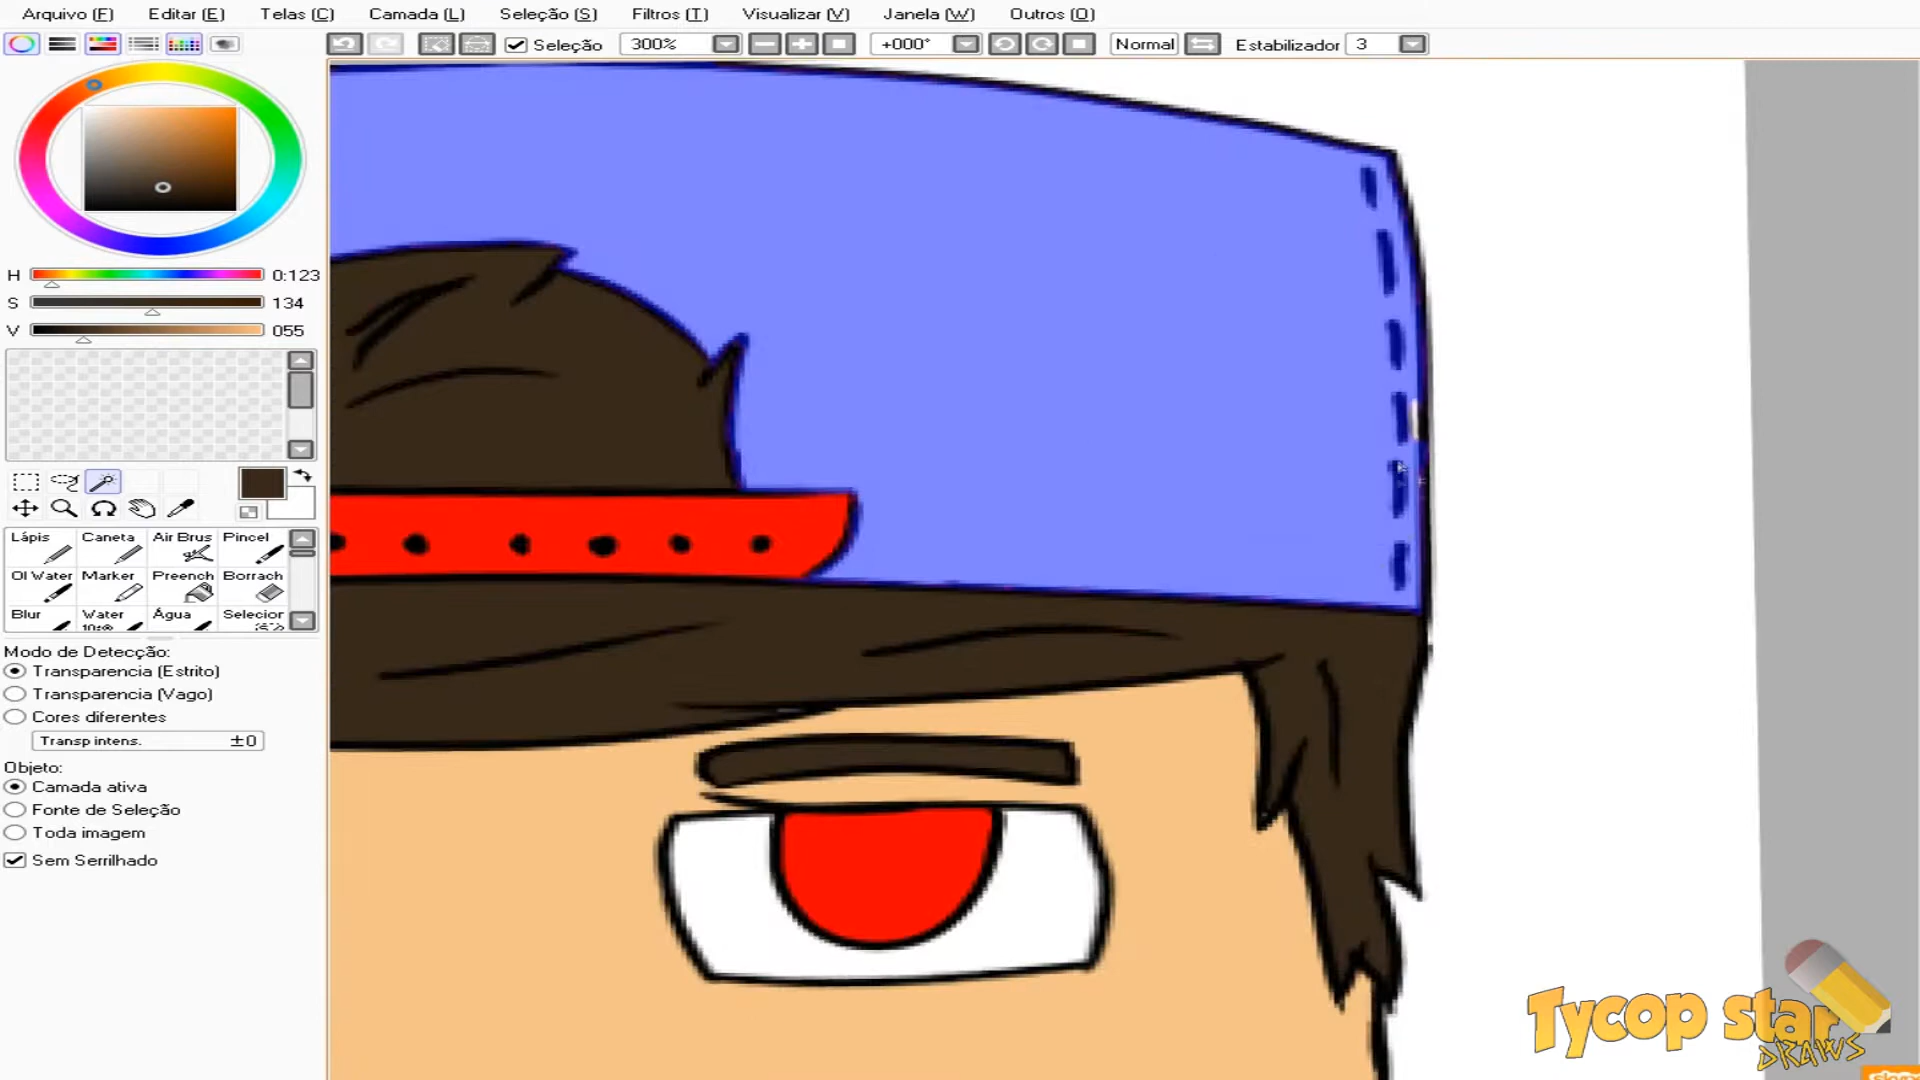 Arquivo (F) Editar (E) Telas (C) Camada (L) Seleção (S) Filtros (T) Visualizar (V) Janela (W) Outros (O)
Seleção 300% +000° Normal Estabilizador 3
H 0:123
S 134
V 055
Lápis Caneta Air Brus Pincel
Ol Water Marker Preench Borrach
Blur Water Água Selecior
Modo de Detecção:
Transparencia (Estrito)
Transparencia (Vago)
Cores diferentes
Transp intens. ±0
Objeto:
Camada ativa
Fonte de Seleção
Toda imagem
Sem Serrilhado
Tycop star
DRAWS